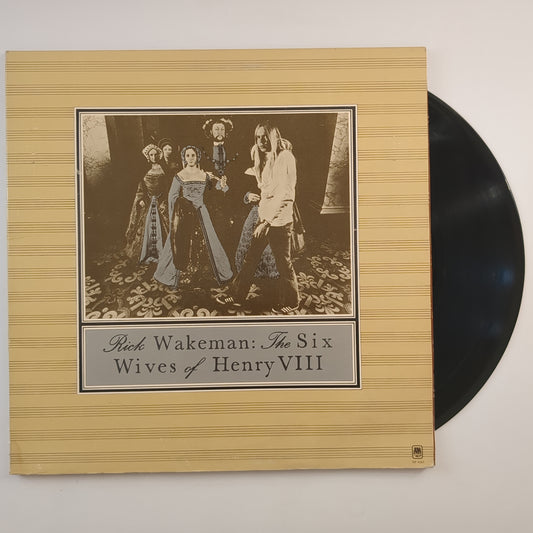 Rick Wakeman: The Six
Wives of Henry VIII
A&M